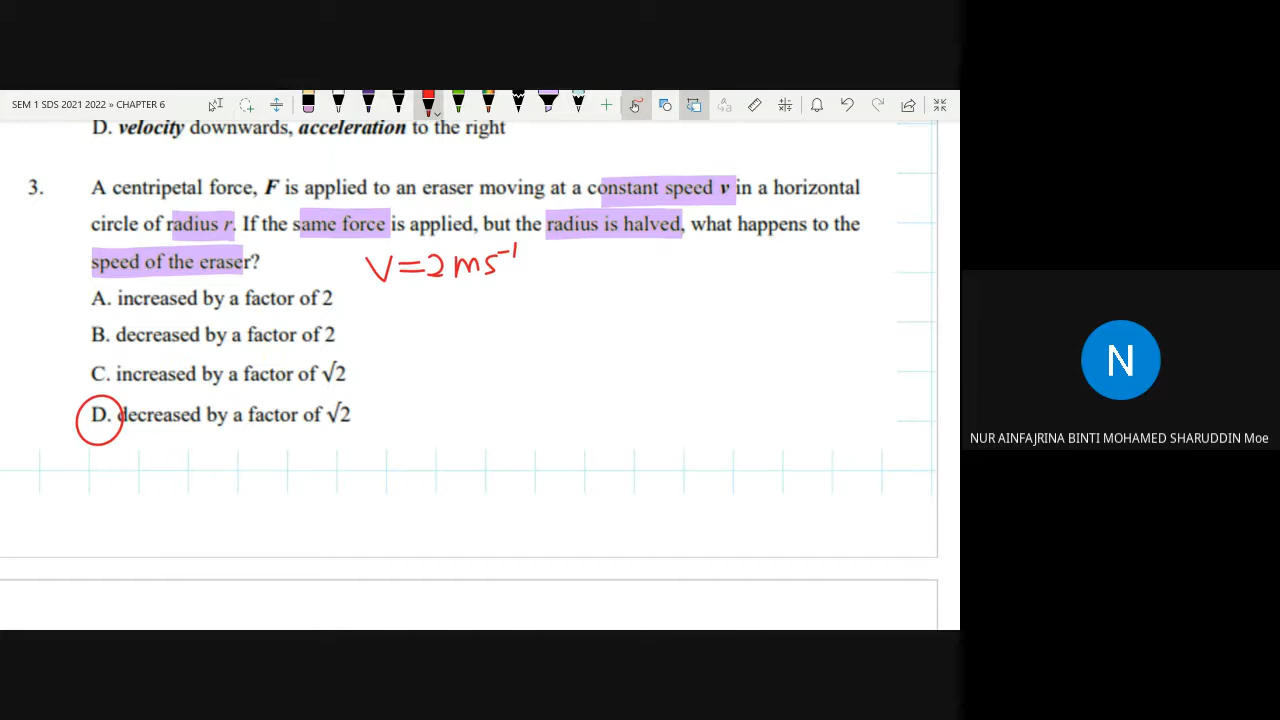 SEM 1 SDS 2021 2022 » CHAPTER 6
D. velocity downwards, acceleration to the right
3. A centripetal force, F is applied to an eraser moving at a constant speed v in a horizontal
circle of radius r. If the same force is applied, but the radius is halved, what happens to the
speed of the eraser?
V = 2 ms⁻¹
A. increased by a factor of 2
B. decreased by a factor of 2
C. increased by a factor of √2
D. decreased by a factor of √2
N
NUR AINFAJRINA BINTI MOHAMED SHARUDDIN Moe